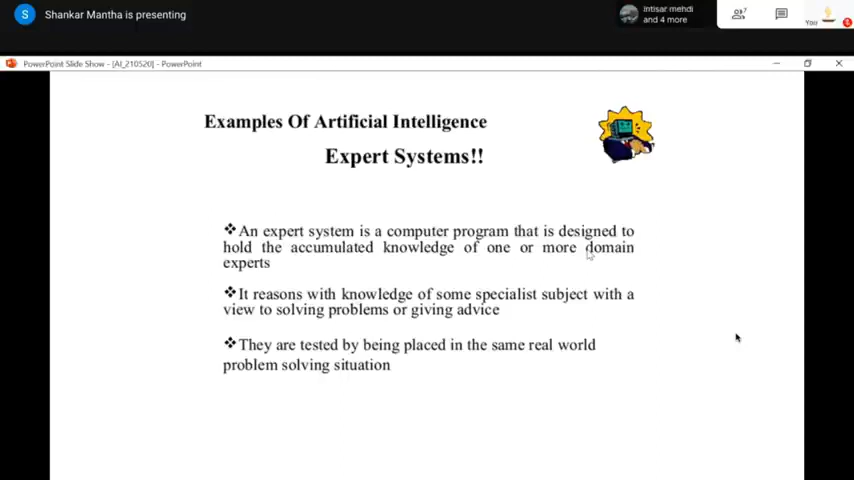 S Shankar Mantha is presenting
Intisar mehdi
and 4 more
7
You
PowerPoint Slide Show - [AI_210520] - PowerPoint
Examples Of Artificial Intelligence
Expert Systems!!
❖An expert system is a computer program that is designed to
hold the accumulated knowledge of one or more domain
experts
❖It reasons with knowledge of some specialist subject with a
view to solving problems or giving advice
❖They are tested by being placed in the same real world
problem solving situation